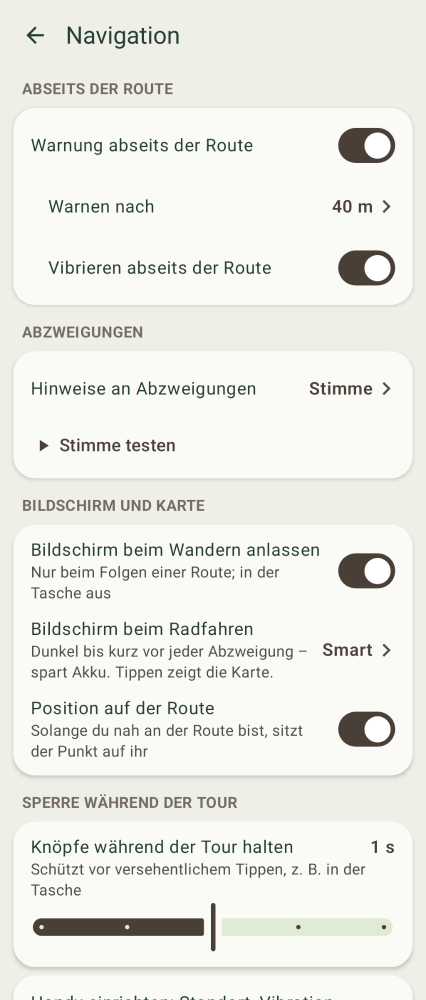 Navigation
ABSEITS DER ROUTE
Warnung abseits der Route
Warnen nach 40 m
Vibrieren abseits der Route
ABZWEIGUNGEN
Hinweise an Abzweigungen Stimme
Stimme testen
BILDSCHIRM UND KARTE
Bildschirm beim Wandern anlassen
Nur beim Folgen einer Route; in der
Tasche aus
Bildschirm beim Radfahren
Dunkel bis kurz vor jeder Abzweigung – Smart
spart Akku. Tippen zeigt die Karte.
Position auf der Route
Solange du nah an der Route bist, sitzt
der Punkt auf ihr
SPERRE WÄHREND DER TOUR
Knöpfe während der Tour halten 1 s
Schützt vor versehentlichem Tippen, z. B. in der
Tasche
Handy einrichten: Standort, Vibration